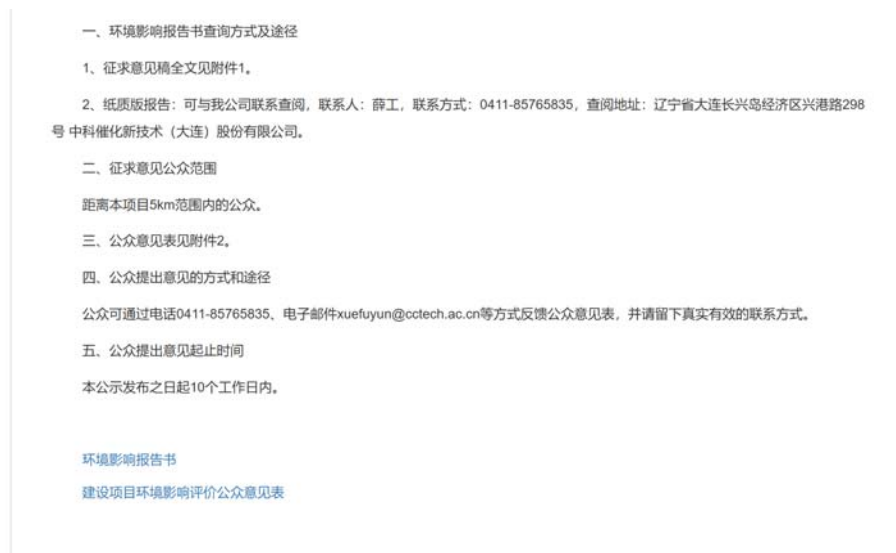 一、环境影响报告书查询方式及途径
1、征求意见稿全文见附件1。
2、纸质版报告：可与我公司联系查阅，联系人：薛工，联系方式：0411-85765835，查阅地址：辽宁省大连长兴岛经济区兴港路298
号 中科催化新技术（大连）股份有限公司。
二、征求意见公众范围
距离本项目5km范围内的公众。
三、公众意见表见附件2。
四、公众提出意见的方式和途径
公众可通过电话0411-85765835、电子邮件xuefuyun@cctech.ac.cn等方式反馈公众意见表，并请留下真实有效的联系方式。
五、公众提出意见起止时间
本公示发布之日起10个工作日内。
环境影响报告书
建设项目环境影响评价公众意见表